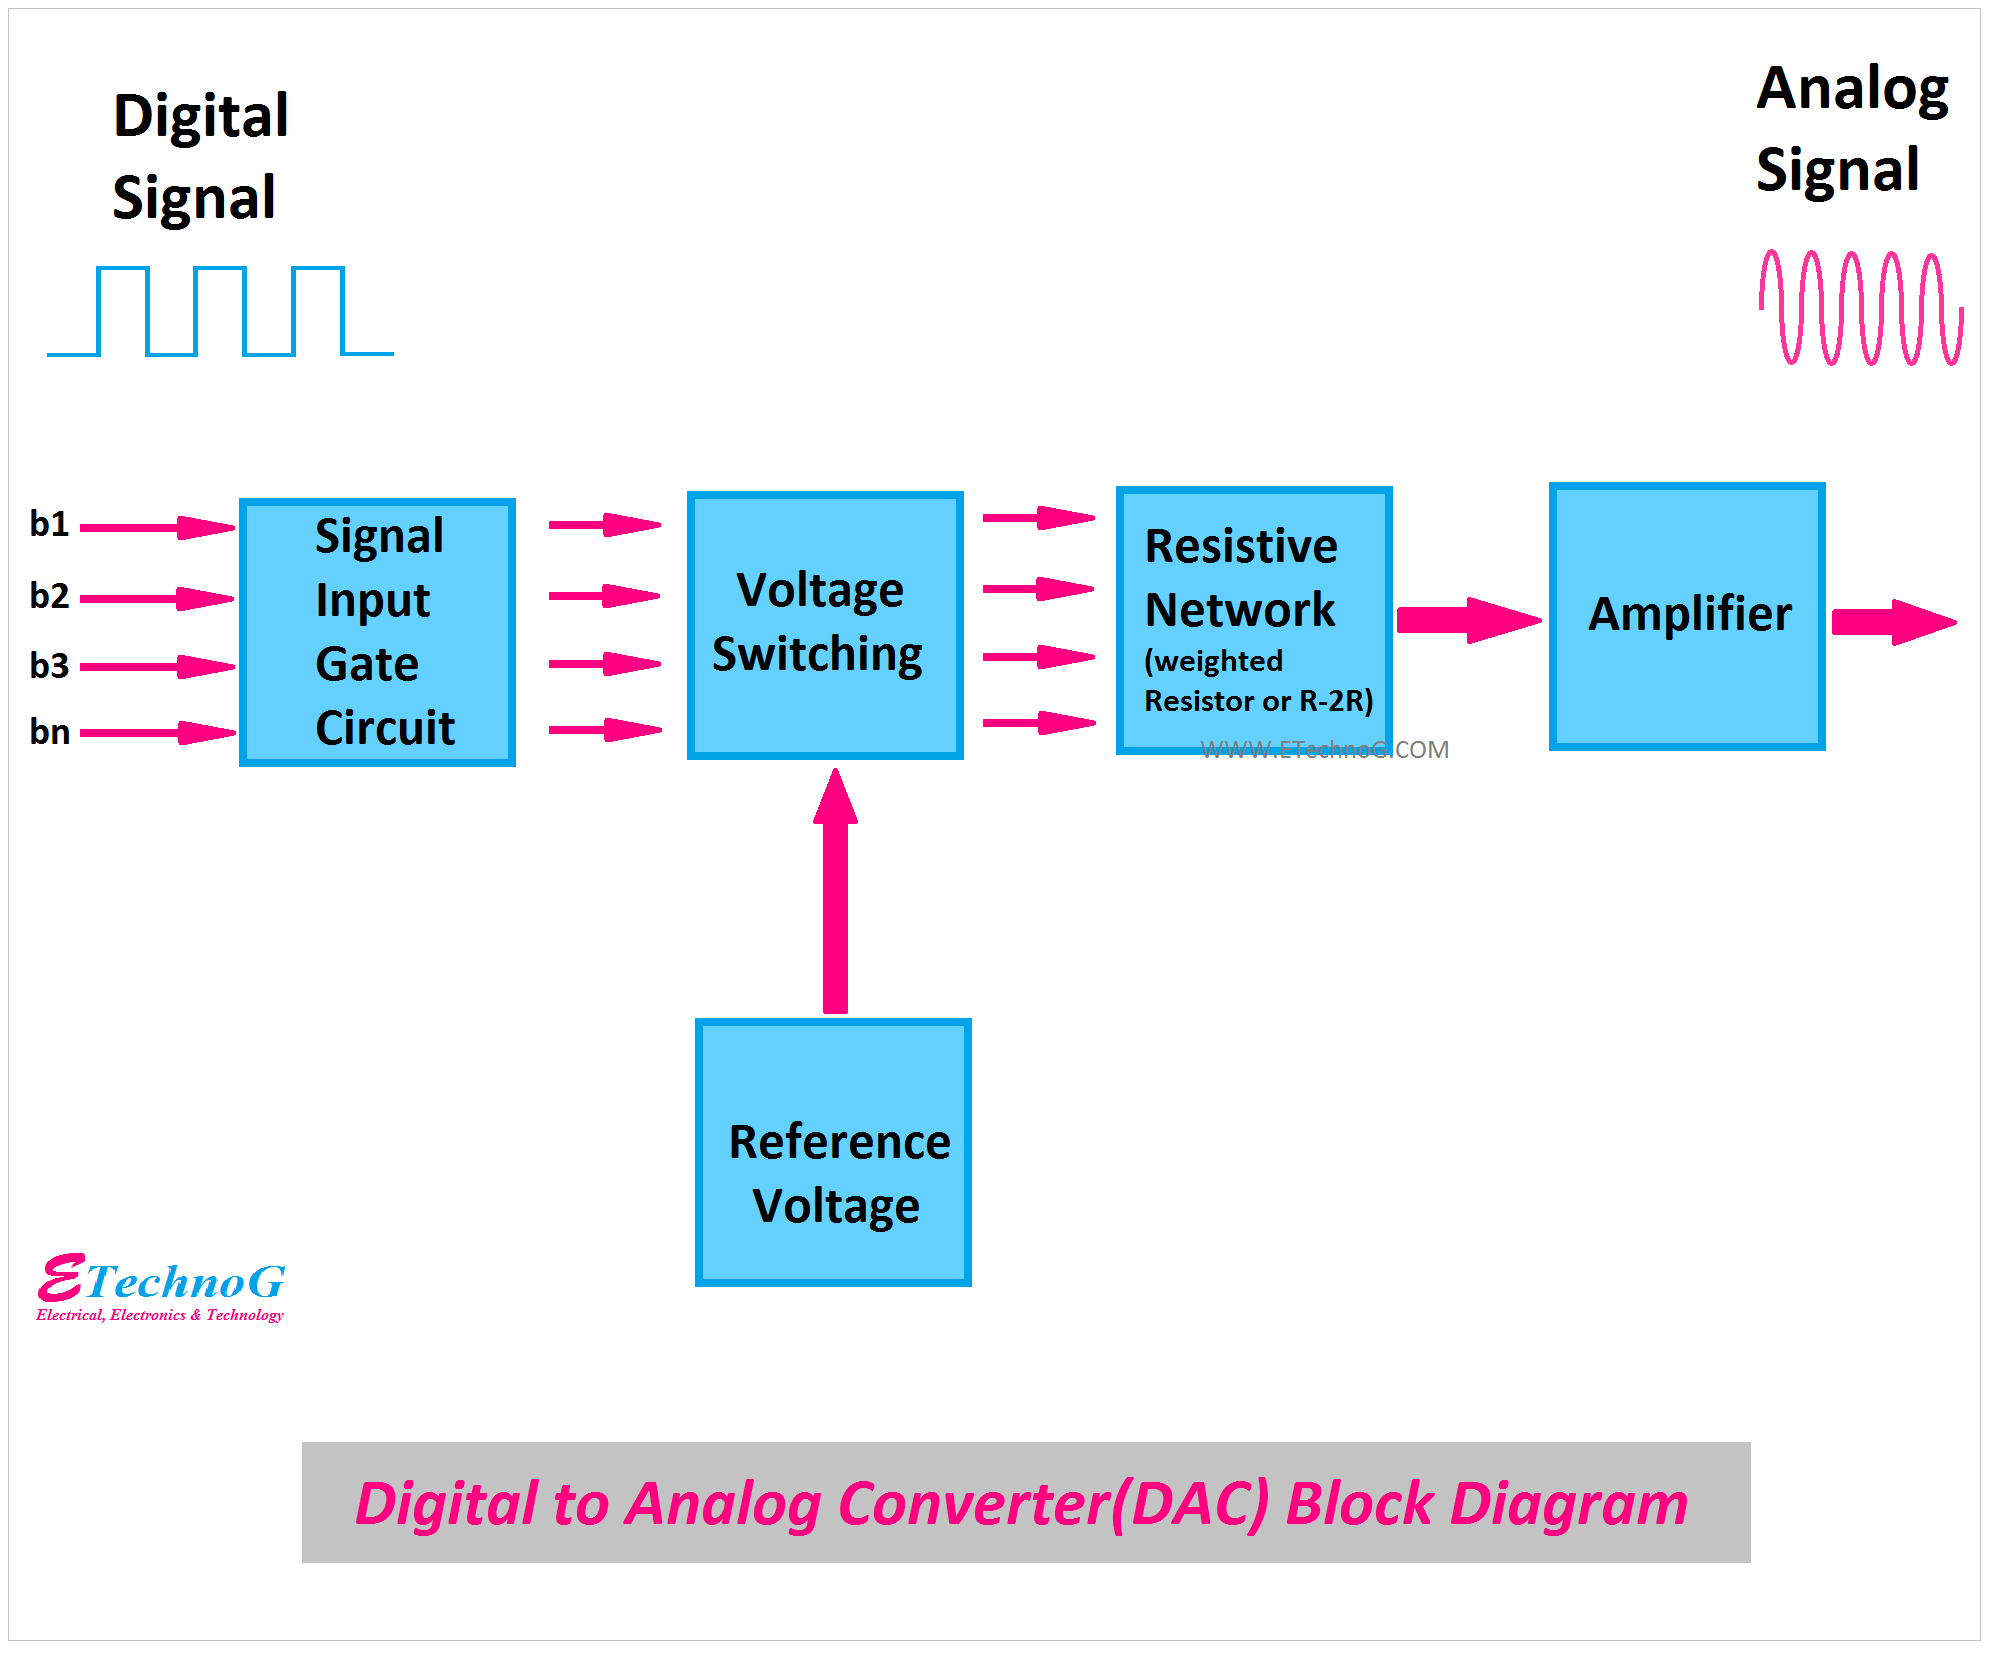 Digital
Signal
Analog
Signal
b1
b2
b3
bn
Signal
Input
Gate
Circuit
Voltage
Switching
Resistive
Network
(weighted
Resistor or R-2R)
WWW.ETechnoG.COM
Amplifier
Reference
Voltage
ETechnoG
Electrical, Electronics & Technology
Digital to Analog Converter(DAC) Block Diagram